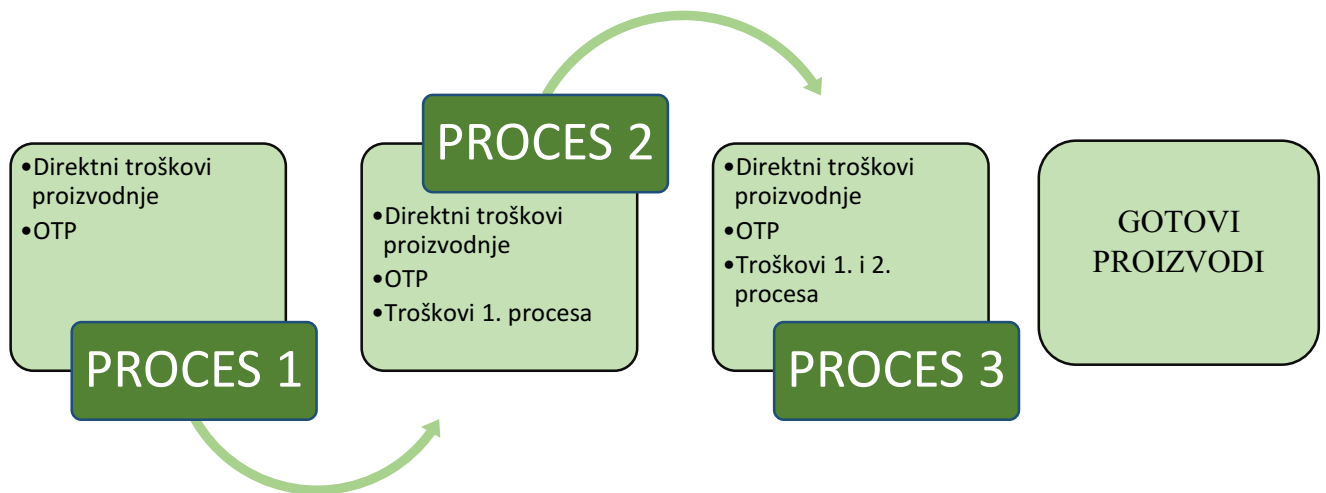 •Direktni troškovi
proizvodnje
•OTP
PROCES 1
PROCES 2
•Direktni troškovi
proizvodnje
•OTP
•Troškovi 1. procesa
•Direktni troškovi
proizvodnje
•OTP
•Troškovi 1. i 2.
procesa
PROCES 3
GOTOVI
PROIZVODI